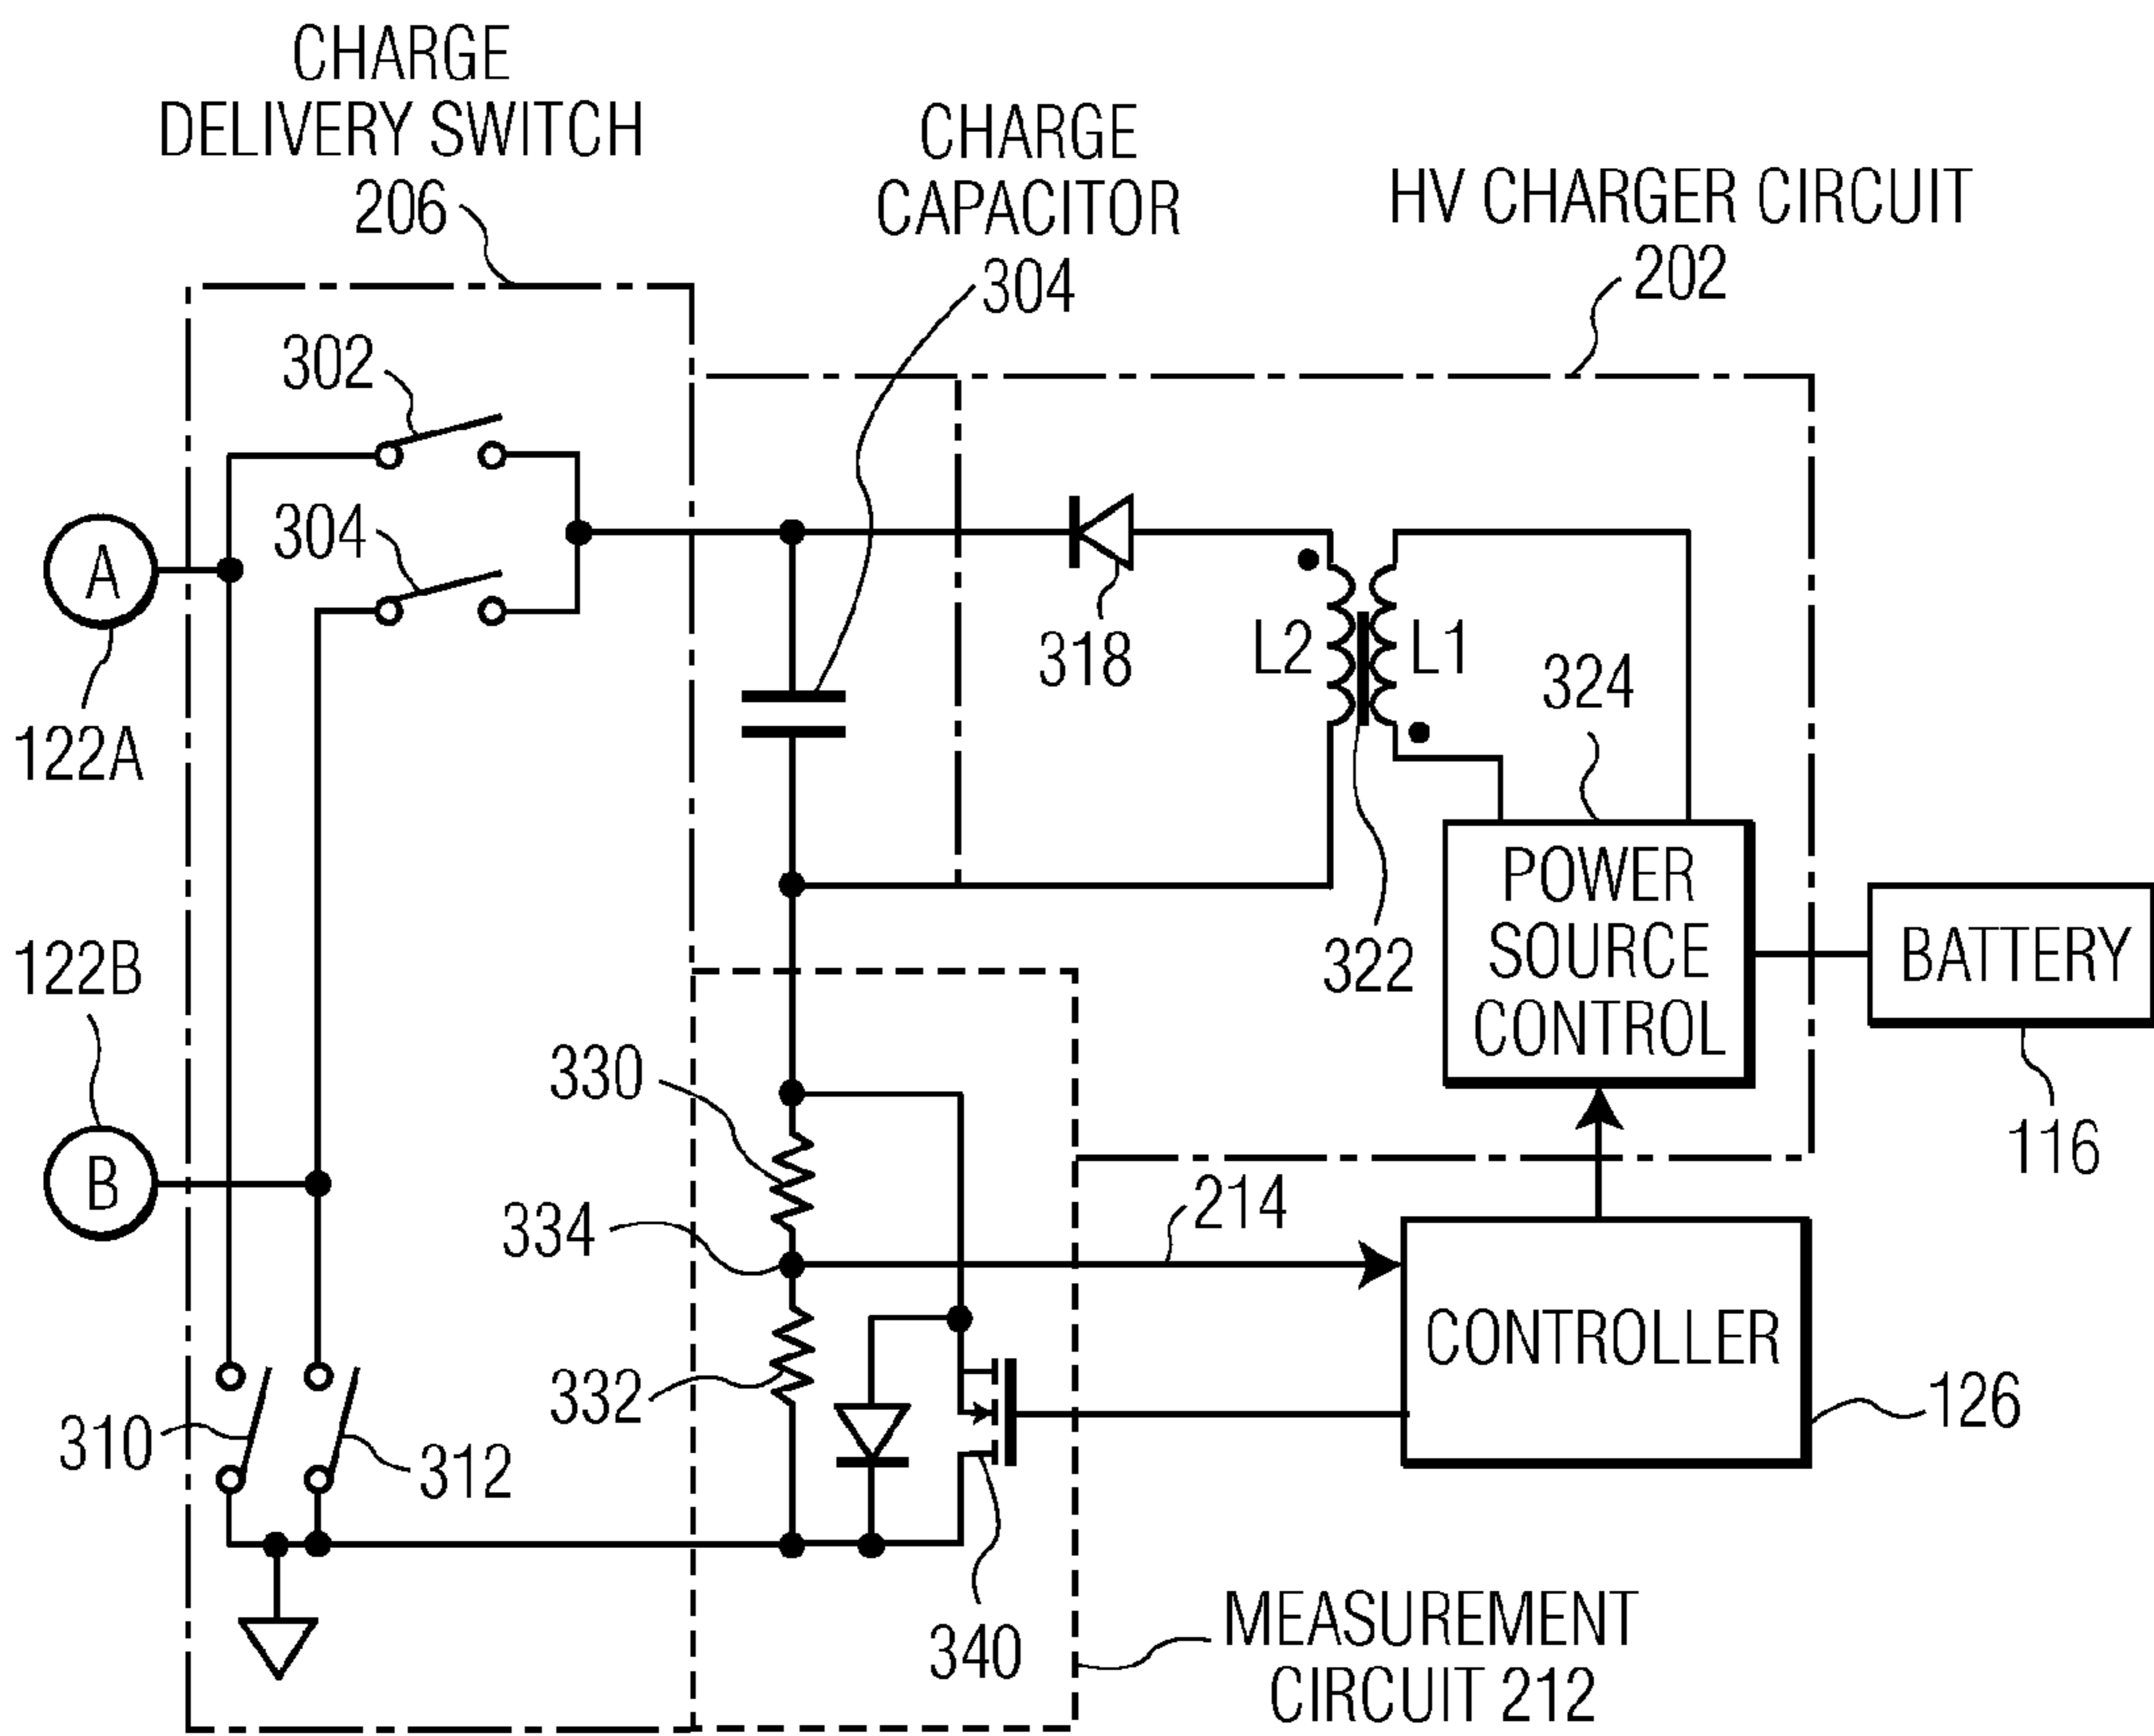 CHARGE
DELIVERY SWITCH
206
CHARGE
CAPACITOR
304
HV CHARGER CIRCUIT
202
302
304
A
122A
318
L2
L1
324
322
POWER
SOURCE
CONTROL
BATTERY
116
122B
B
330
334
332
214
CONTROLLER
126
310
312
340
MEASUREMENT
CIRCUIT 212